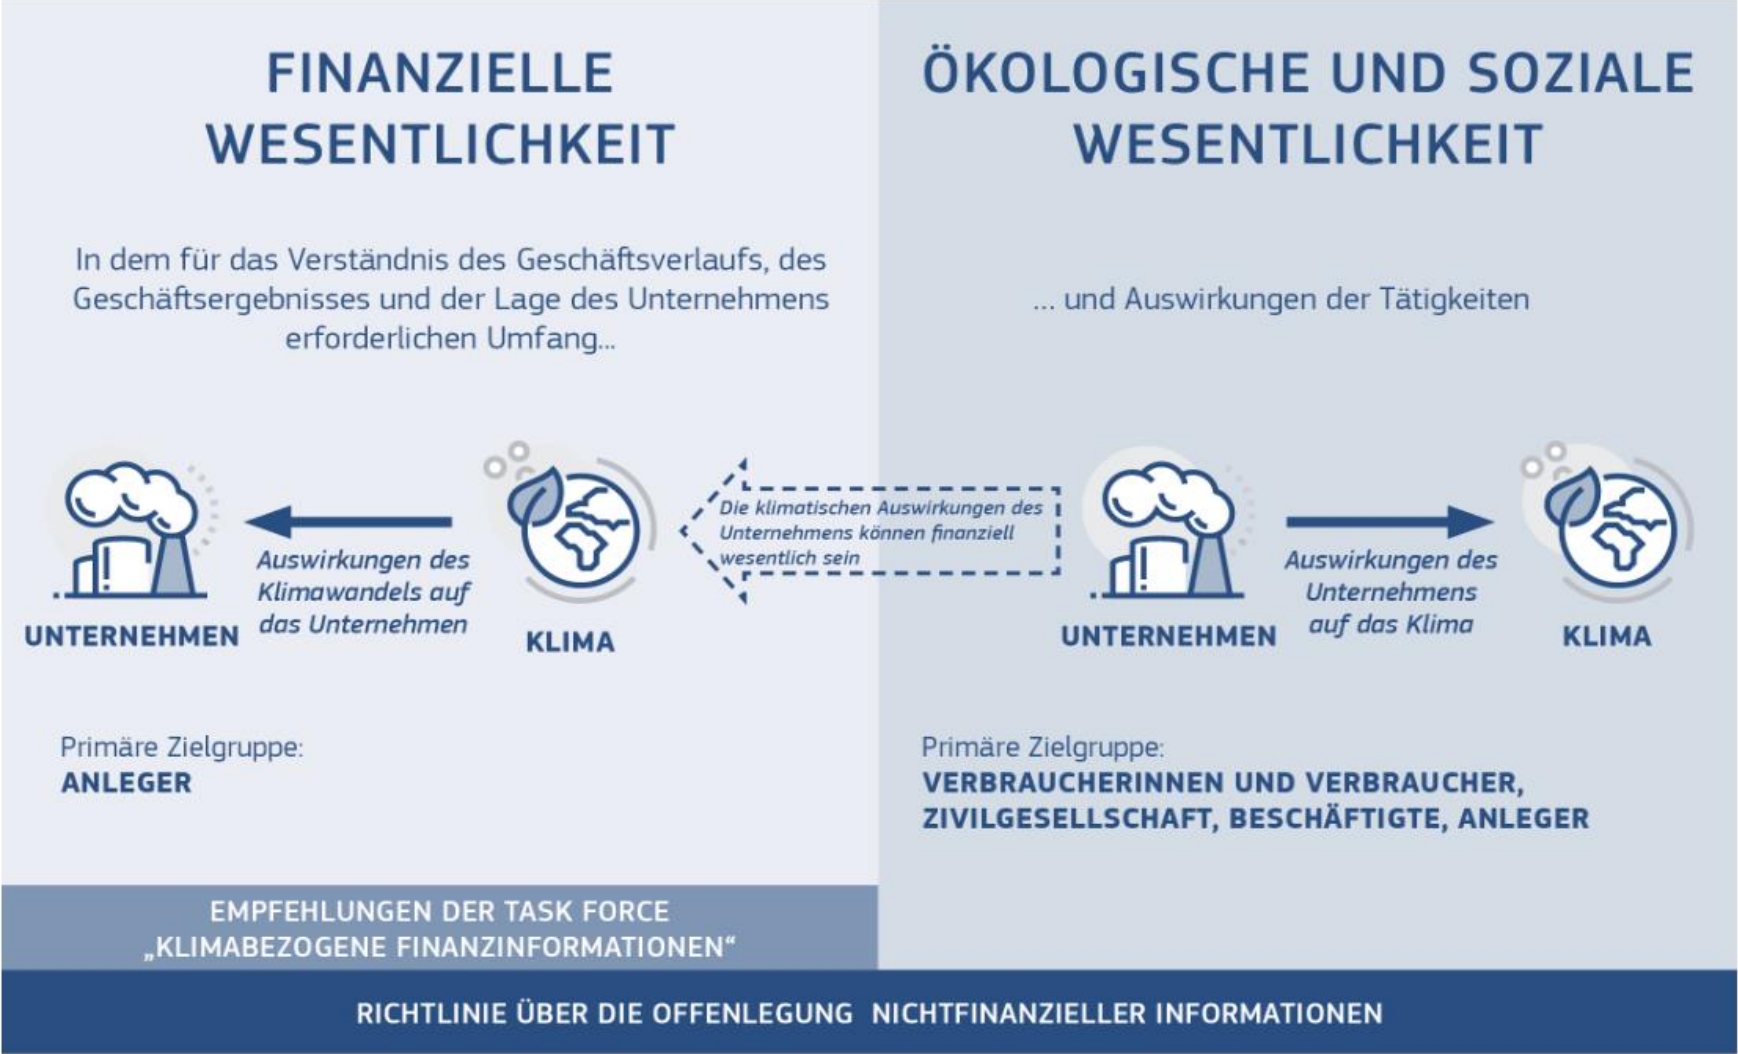 FINANZIELLE
WESENTLICHKEIT
In dem für das Verständnis des Geschäftsverlaufs, des
Geschäftsergebnisses und der Lage des Unternehmens
erforderlichen Umfang...
UNTERNEHMEN
Auswirkungen des
Klimawandels auf
das Unternehmen
KLIMA
Die klimatischen Auswirkungen des
Unternehmens können finanziell
wesentlich sein
Primäre Zielgruppe:
ANLEGER
EMPFEHLUNGEN DER TASK FORCE
„KLIMABEZOGENE FINANZINFORMATIONEN“
ÖKOLOGISCHE UND SOZIALE
WESENTLICHKEIT
... und Auswirkungen der Tätigkeiten
UNTERNEHMEN
Auswirkungen des
Unternehmens
auf das Klima
KLIMA
Primäre Zielgruppe:
VERBRAUCHERINNEN UND VERBRAUCHER,
ZIVILGESELLSCHAFT, BESCHÄFTIGTE, ANLEGER
RICHTLINIE ÜBER DIE OFFENLEGUNG NICHTFINANZIELLER INFORMATIONEN